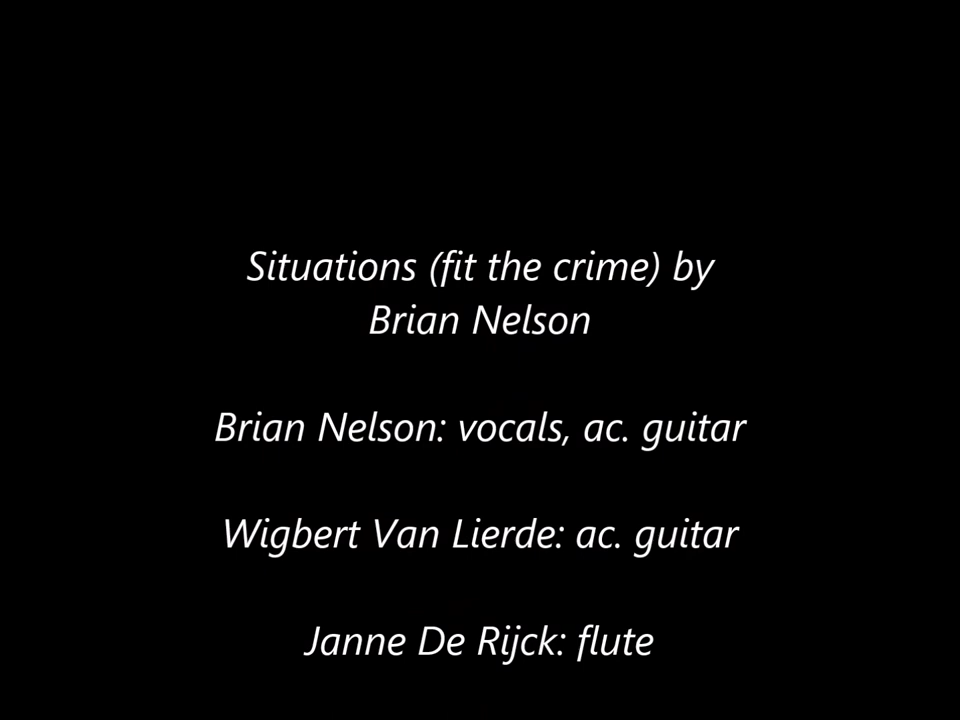 Situations (fit the crime) by
Brian Nelson
Brian Nelson: vocals, ac. guitar
Wigbert Van Lierde: ac. guitar
Janne De Rijck: flute